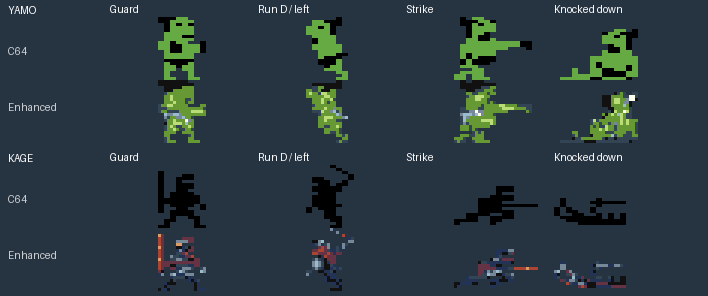 YAMO Guard Run D / left Strike Knocked down
C64
Enhanced
KAGE Guard Run D / left Strike Knocked down
C64
Enhanced